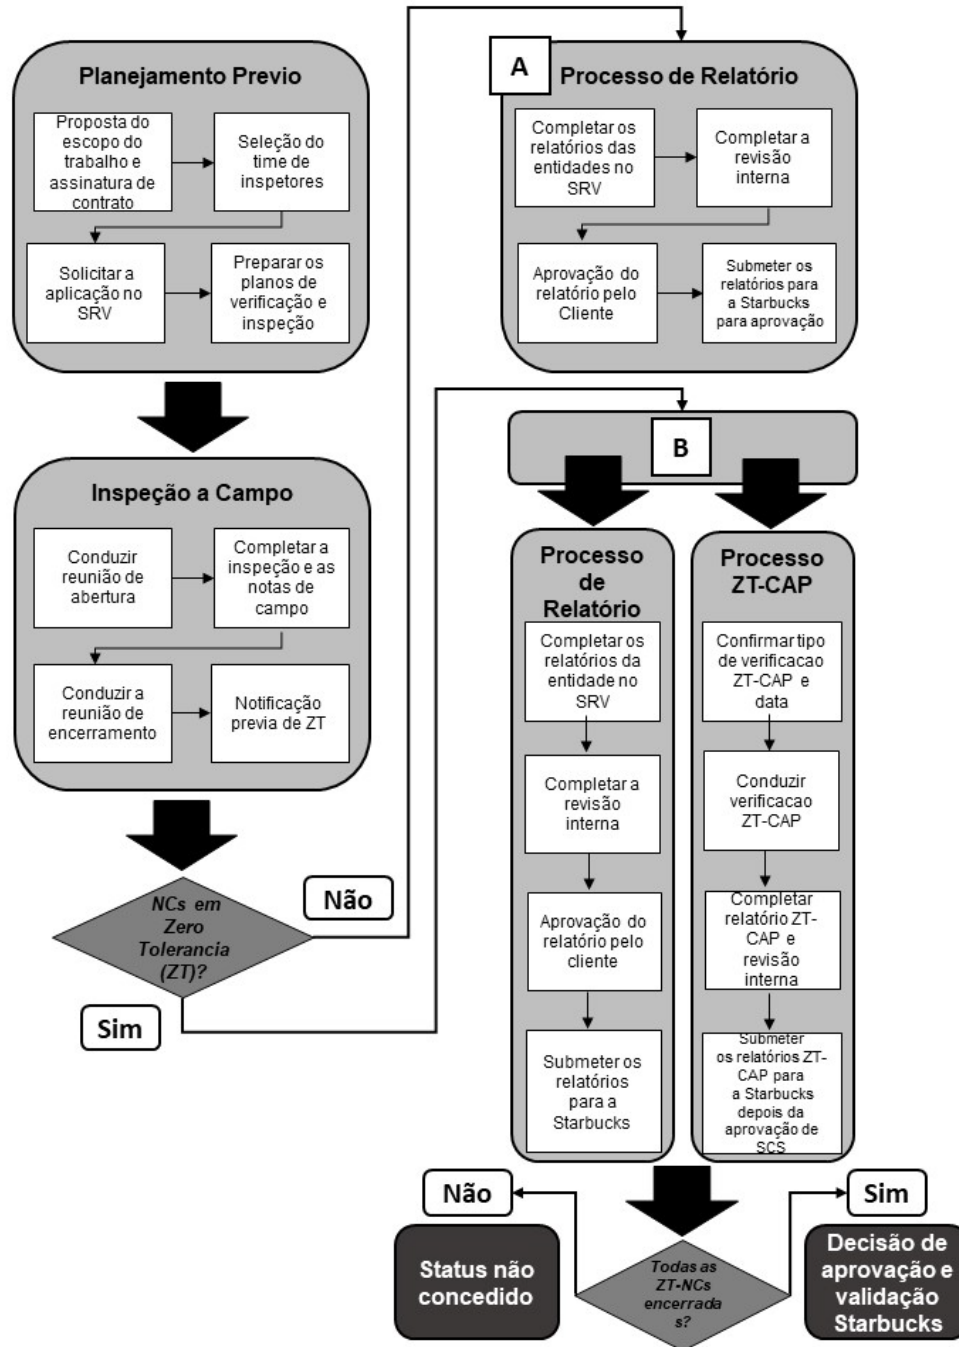 Planejamento Previo
Proposta do
escopo do
trabalho e
assinatura de
contrato
Seleção do
time de
inspetores
Solicitar a
aplicação no
SRV
Preparar os
planos de
verificação e
inspeção
Inspeção a Campo
Conduzir
reunião de
abertura
Completar a
inspeção e as
notas de
campo
Conduzir a
reunião de
encerramento
Notificação
previa de ZT
NCs em
Zero
Tolerancia
(ZT)?
Não
Sim
A
Processo de Relatório
Completar os
relatórios das
entidades no
SRV
Completar a
revisão
interna
Aprovação do
relatório pelo
Cliente
Submeter os
relatórios para
a Starbucks
para aprovação
B
Processo
de
Relatório
Completar os
relatórios da
entidade no
SRV
Completar a
revisão
interna
Aprovação do
relatório pelo
cliente
Submeter os
relatórios
para a
Starbucks
Processo
ZT-CAP
Confirmar tipo
de verificacao
ZT-CAP e
data
Conduzir
verificacao
ZT-CAP
Completar
relatório ZT-
CAP e
revisão
interna
Submeter
os relatórios ZT-
CAP para
a Starbucks
depois da
aprovação de
SCS
Não
Status não
concedido
Todas as
ZT-NCs
encerrada
s?
Sim
Decisão de
aprovação e
validação
Starbucks